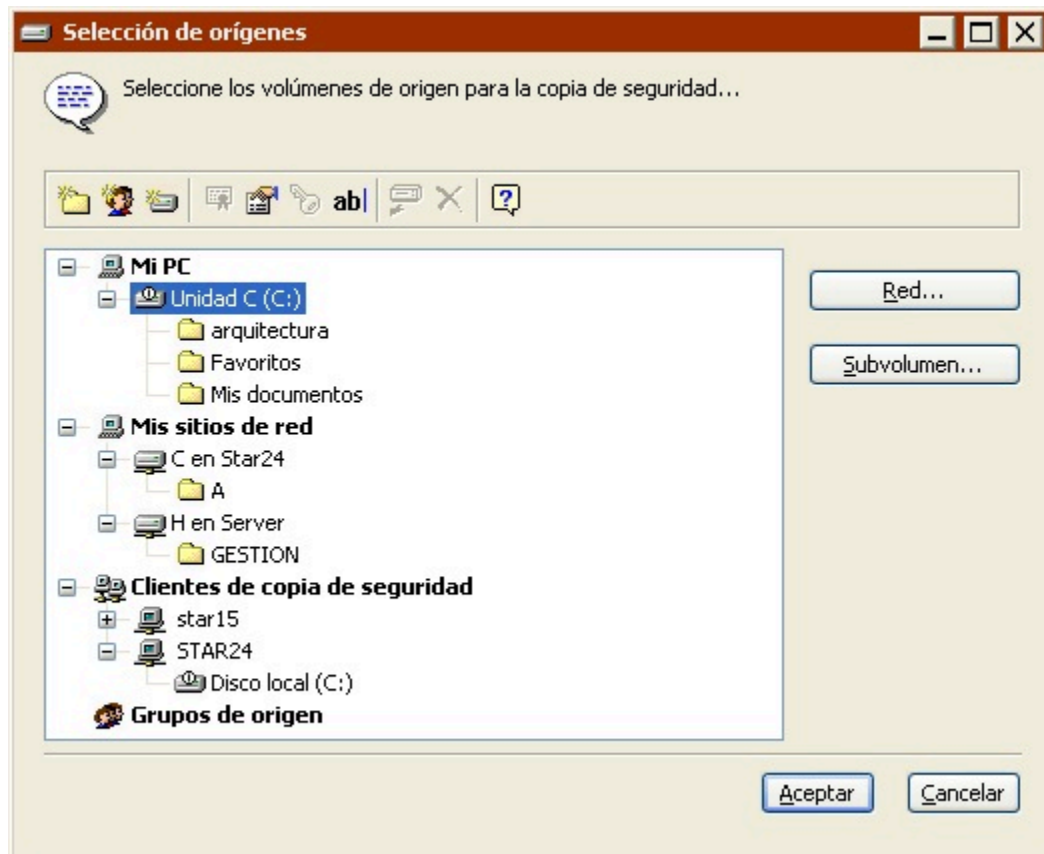 Selección de orígenes
Seleccione los volúmenes de origen para la copia de seguridad...
ab|
Mi PC
Unidad C (C:)
arquitectura
Favoritos
Mis documentos
Mis sitios de red
C en Star24
A
H en Server
GESTION
Clientes de copia de seguridad
star15
STAR24
Disco local (C:)
Grupos de origen
Red...
Subvolumen...
Aceptar
Cancelar